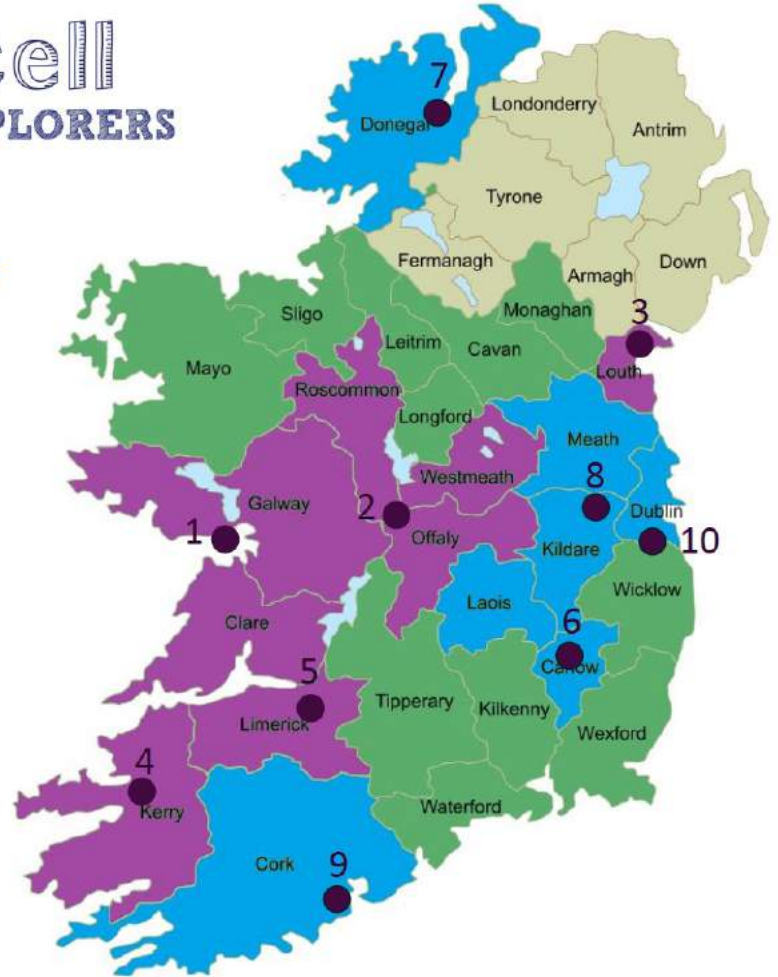 cell
PLORERS
7
Londonderry
Donegal
Antrim
Tyrone
Fermanagh
Armagh
Down
Monaghan
3
Sligo
Leitrim
Cavan
Mayo
Louth
Roscommon
Longford
Meath
Westmeath
8
Galway
2
Dublin
1
Offaly
Kildare
10
Wicklow
Laois
Clare
6
Carlow
5
Tipperary
Kilkenny
Limerick
Wexford
4
Kerry
Waterford
Cork
9